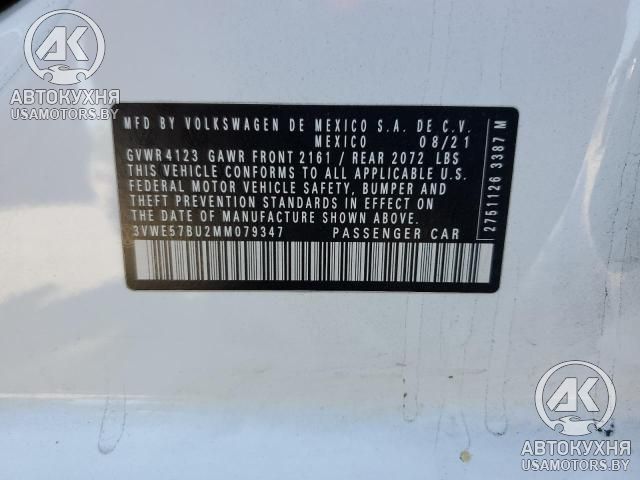 AK
АВТОКУХНЯ
USAMOTORS.BY
MFD BY VOLKSWAGEN DE MEXICO S.A. DE C.V.
MEXICO 08/21
GVWR 4123 GAWR FRONT 2161 / REAR 2072 LBS
THIS VEHICLE CONFORMS TO ALL APPLICABLE U.S.
FEDERAL MOTOR VEHICLE SAFETY, BUMPER AND
THEFT PREVENTION STANDARDS IN EFFECT ON
THE DATE OF MANUFACTURE SHOWN ABOVE.
3VWE57BU2MM079347 PASSENGER CAR
2751126 3387 M
AK
АВТОКУХНЯ
USAMOTORS.BY